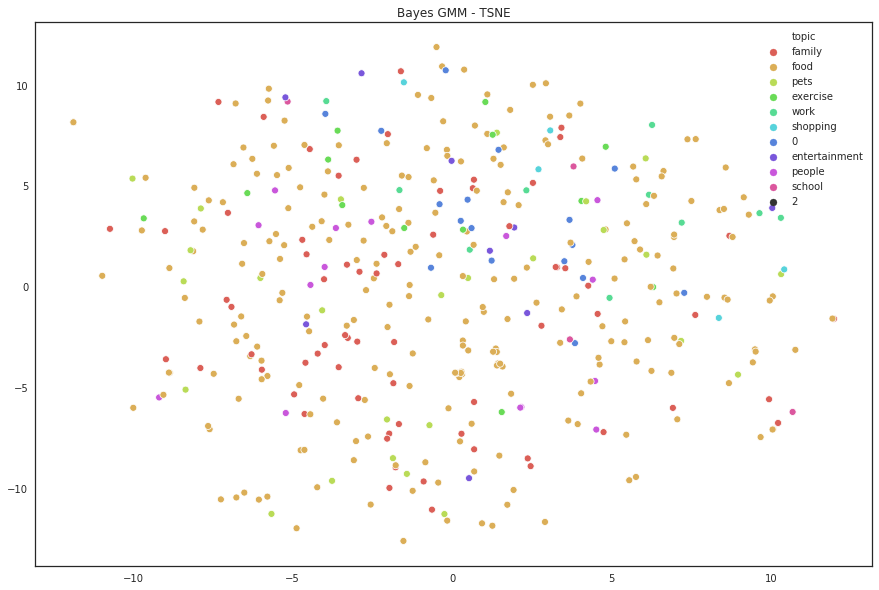 Bayes GMM - TSNE
topic
family
food
pets
exercise
work
shopping
0
entertainment
people
school
2
10
5
0
−5
−10
−10
−5
0
5
10